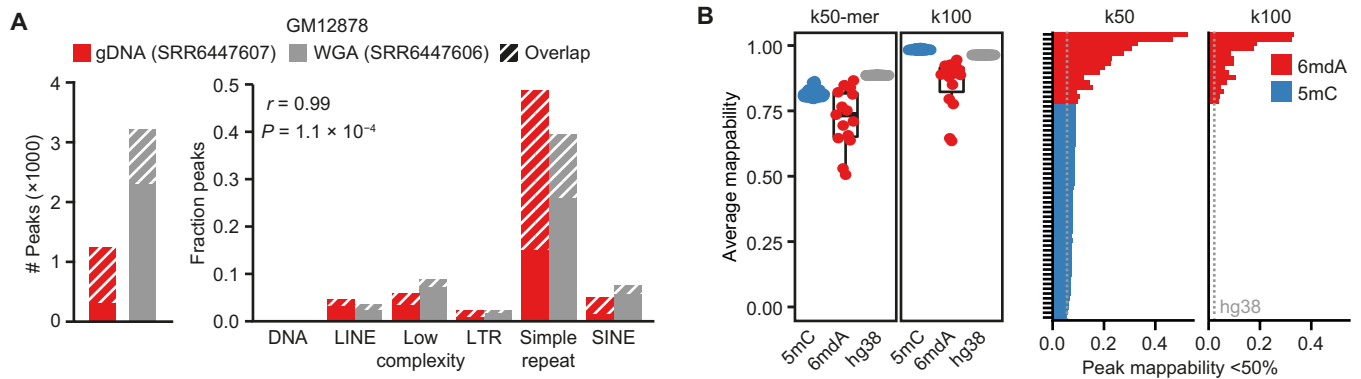 A
GM12878
gDNA (SRR6447607) WGA (SRR6447606) Overlap
# Peaks (×1000)
4
3
2
1
0
Fraction peaks
0.5
0.4
0.3
0.2
0.1
0.0
r = 0.99
P = 1.1 × 10⁻⁴
DNA LINE Low complexity LTR Simple repeat SINE
B
k50-mer k100
Average mappability
1.00
0.75
0.50
0.25
0.00
5mC 6mdA hg38 5mC 6mdA hg38
k50 k100
6mdA
5mC
hg38
0.0 0.2 0.4 0.0 0.2 0.4
Peak mappability <50%